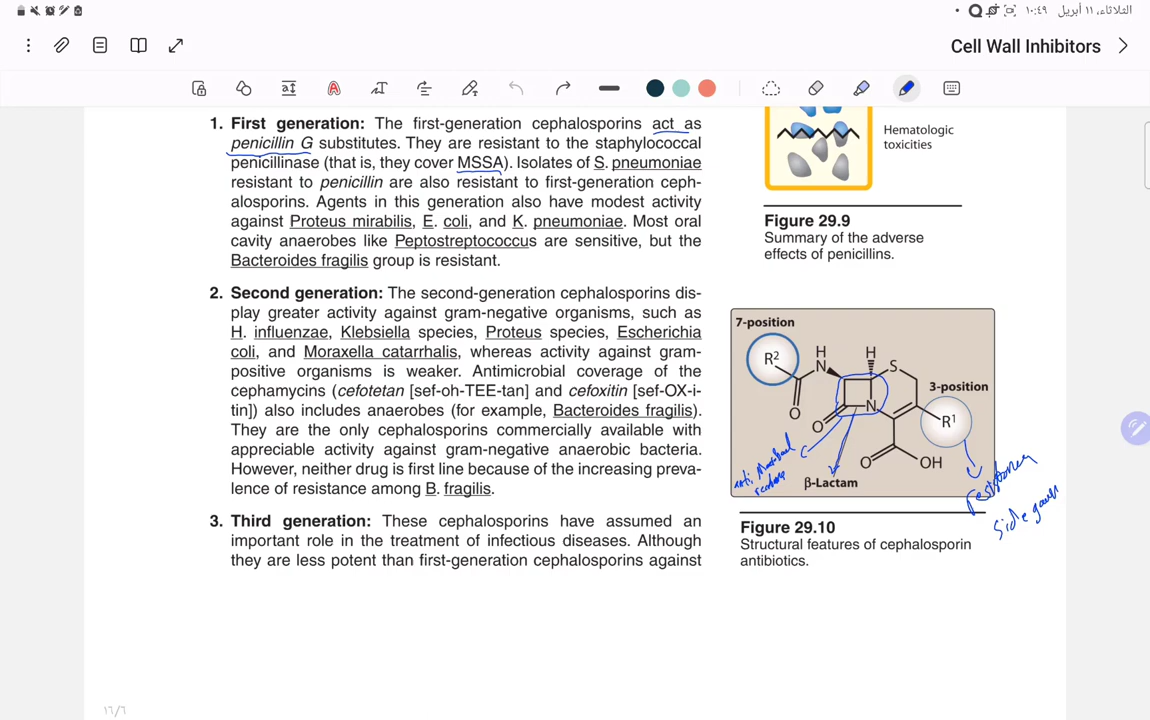 الثلاثاء، ١١ أبريل ١٠:٤٩
Cell Wall Inhibitors
1. First generation: The first-generation cephalosporins act as
penicillin G substitutes. They are resistant to the staphylococcal
penicillinase (that is, they cover MSSA). Isolates of S. pneumoniae
resistant to penicillin are also resistant to first-generation ceph-
alosporins. Agents in this generation also have modest activity
against Proteus mirabilis, E. coli, and K. pneumoniae. Most oral
cavity anaerobes like Peptostreptococcus are sensitive, but the
Bacteroides fragilis group is resistant.
2. Second generation: The second-generation cephalosporins dis-
play greater activity against gram-negative organisms, such as
H. influenzae, Klebsiella species, Proteus species, Escherichia
coli, and Moraxella catarrhalis, whereas activity against gram-
positive organisms is weaker. Antimicrobial coverage of the
cephamycins (cefotetan [sef-oh-TEE-tan] and cefoxitin [sef-OX-i-
tin]) also includes anaerobes (for example, Bacteroides fragilis).
They are the only cephalosporins commercially available with
appreciable activity against gram-negative anaerobic bacteria.
However, neither drug is first line because of the increasing preva-
lence of resistance among B. fragilis.
3. Third generation: These cephalosporins have assumed an
important role in the treatment of infectious diseases. Although
they are less potent than first-generation cephalosporins against
Hematologic
toxicities
Figure 29.9
Summary of the adverse
effects of penicillins.
7-position
R2
H
N
H
S
3-position
O
O
N
R1
O
OH
β-Lactam
anti
side
Figure 29.10
Structural features of cephalosporin
antibiotics.
١٦/٦